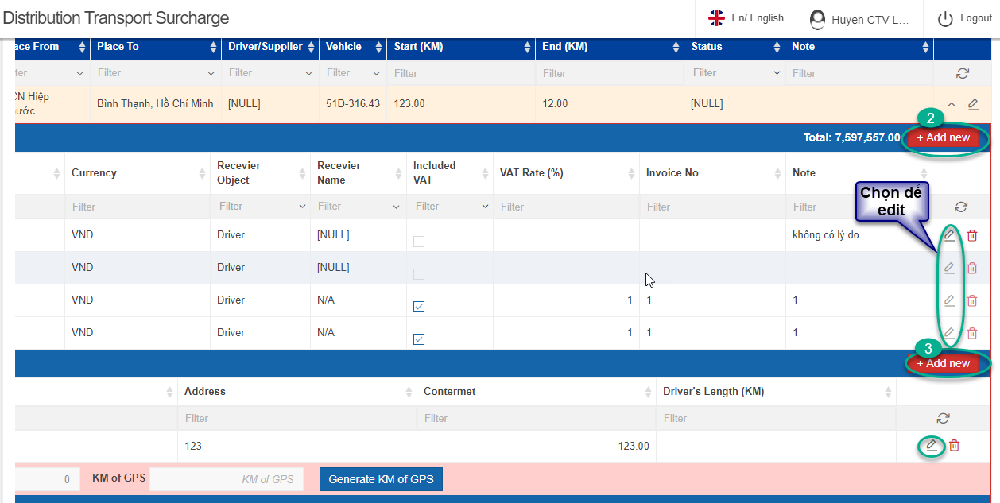 Distribution Transport Surcharge
En/ English
Huyen CTV L...
Logout
ace From Place To Driver/Supplier Vehicle Start (KM) End (KM) Status Note
ter Filter Filter Filter Filter Filter Filter Filter
CN Hiệp
ước
Bình Thạnh, Hồ Chí Minh [NULL] 51D-316.43 123.00 12.00 [NULL]
2
Total: 7,597,557.00 + Add new
Currency Recevier Object Recevier Name Included VAT VAT Rate (%) Invoice No Note
Chọn để
edit
Filter Filter Filter Filter Filter Filter Filter
VND Driver [NULL] không có lý do
VND Driver [NULL]
VND Driver N/A 1 1 1
VND Driver N/A 1 1 1
3
+ Add new
Address Contermet Driver's Length (KM)
Filter Filter Filter
123 123.00
0 KM of GPS KM of GPS Generate KM of GPS